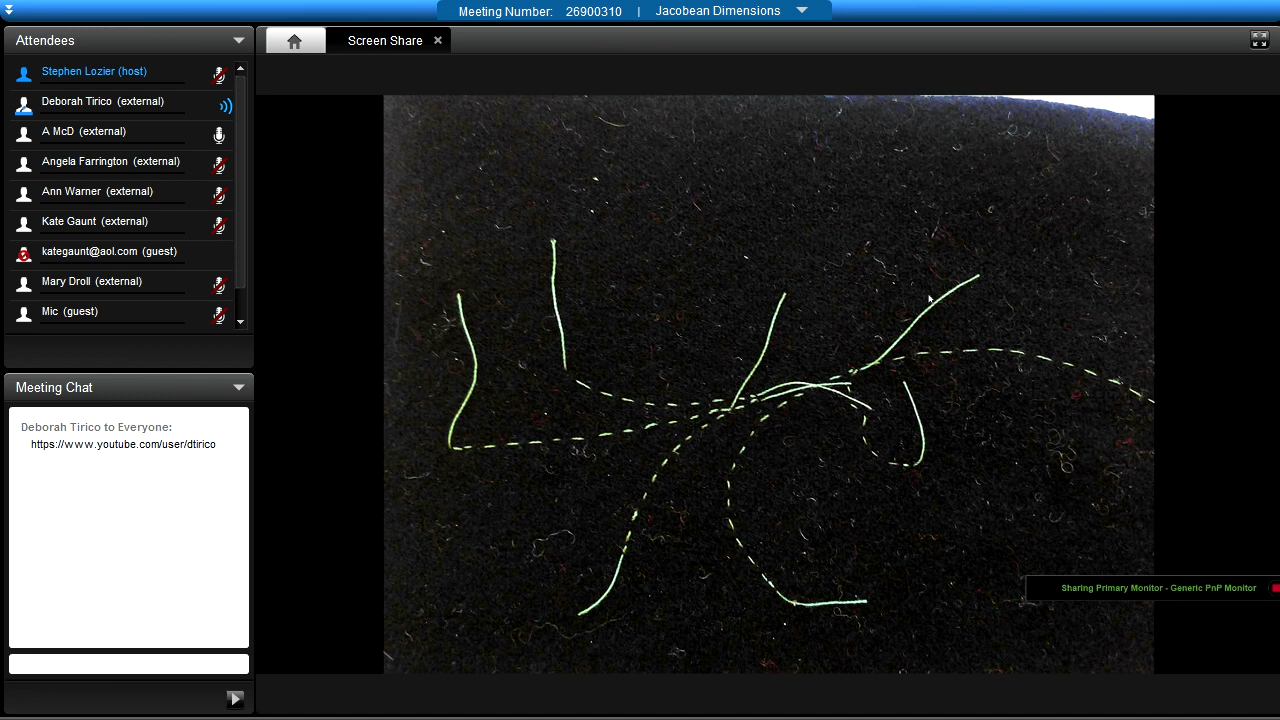 Meeting Number: 26900310 | Jacobean Dimensions
Attendees
Stephen Lozier (host)
Deborah Tirico (external)
A McD (external)
Angela Farrington (external)
Ann Warner (external)
Kate Gaunt (external)
kategaunt@aol.com (guest)
Mary Droll (external)
Mic (guest)
Screen Share
Meeting Chat
Deborah Tirico to Everyone:
https://www.youtube.com/user/dtirico
Sharing Primary Monitor - Generic PnP Monitor